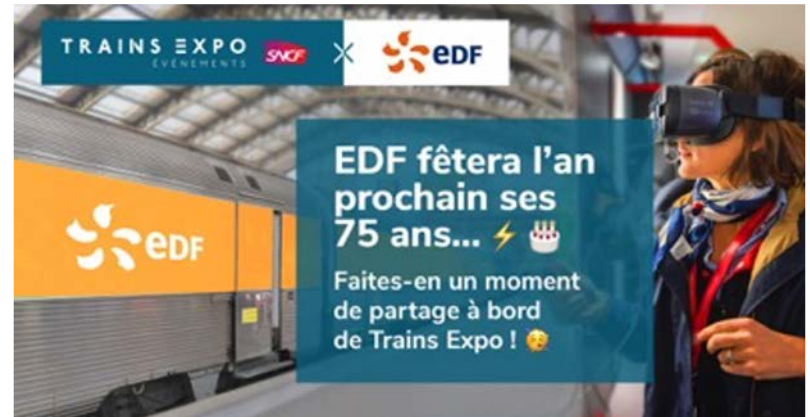 TRAINS EXPO
ÉVÉNEMENTS
SNCF
eDF
EDF fêtera l’an
prochain ses
75 ans... ⚡ 🎂
Faites-en un moment
de partage à bord
de Trains Expo ! 🥳
eDF